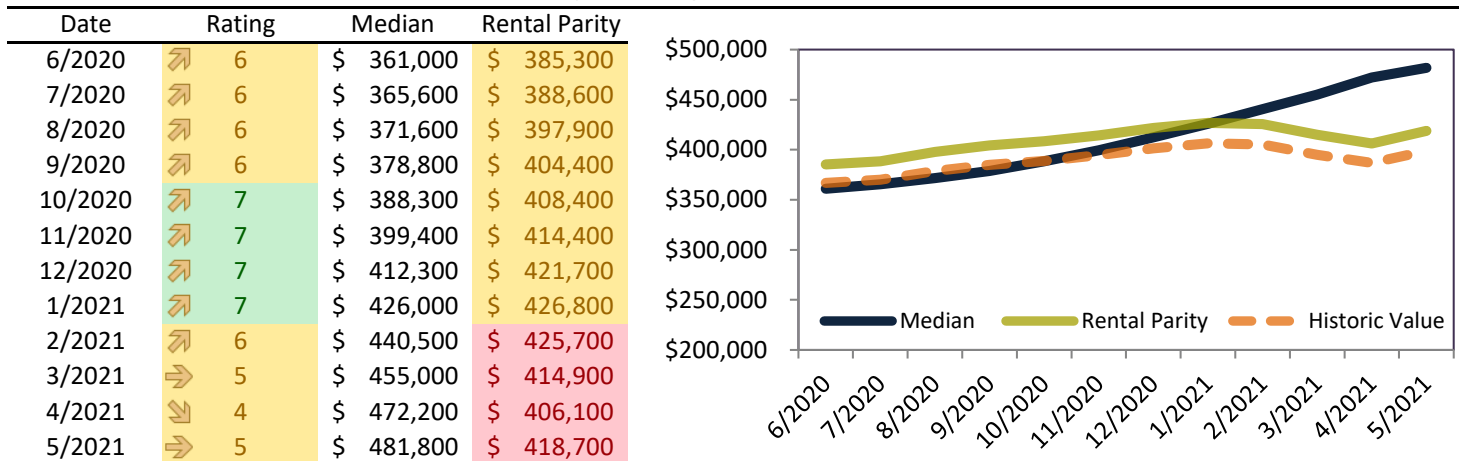 Date Rating Median Rental Parity
6/2020 6 $ 361,000 $ 385,300
7/2020 6 $ 365,600 $ 388,600
8/2020 6 $ 371,600 $ 397,900
9/2020 6 $ 378,800 $ 404,400
10/2020 7 $ 388,300 $ 408,400
11/2020 7 $ 399,400 $ 414,400
12/2020 7 $ 412,300 $ 421,700
1/2021 7 $ 426,000 $ 426,800
2/2021 6 $ 440,500 $ 425,700
3/2021 5 $ 455,000 $ 414,900
4/2021 4 $ 472,200 $ 406,100
5/2021 5 $ 481,800 $ 418,700
$500,000
$450,000
$400,000
$350,000
$300,000
$250,000
$200,000
Median Rental Parity Historic Value
6/2020 7/2020 8/2020 9/2020 10/2020 11/2020 12/2020 1/2021 2/2021 3/2021 4/2021 5/2021